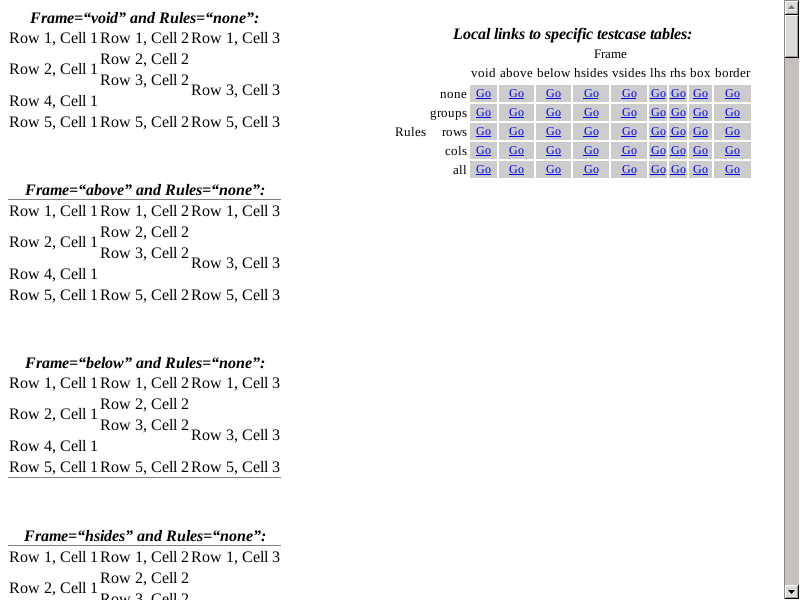 Frame=“void” and Rules=“none”:
Row 1, Cell 1 Row 1, Cell 2 Row 1, Cell 3
Row 2, Cell 1 Row 2, Cell 2
Row 3, Cell 2 Row 3, Cell 3
Row 4, Cell 1
Row 5, Cell 1 Row 5, Cell 2 Row 5, Cell 3
Frame=“above” and Rules=“none”:
Row 1, Cell 1 Row 1, Cell 2 Row 1, Cell 3
Row 2, Cell 1 Row 2, Cell 2
Row 3, Cell 2 Row 3, Cell 3
Row 4, Cell 1
Row 5, Cell 1 Row 5, Cell 2 Row 5, Cell 3
Frame=“below” and Rules=“none”:
Row 1, Cell 1 Row 1, Cell 2 Row 1, Cell 3
Row 2, Cell 1 Row 2, Cell 2
Row 3, Cell 2 Row 3, Cell 3
Row 4, Cell 1
Row 5, Cell 1 Row 5, Cell 2 Row 5, Cell 3
Frame=“hsides” and Rules=“none”:
Row 1, Cell 1 Row 1, Cell 2 Row 1, Cell 3
Row 2, Cell 1 Row 2, Cell 2
Row 3, Cell 2
Local links to specific testcase tables:
Frame
void above below hsides vsides lhs rhs box border
none Go Go Go Go Go Go Go Go Go
groups Go Go Go Go Go Go Go Go Go
Rules rows Go Go Go Go Go Go Go Go Go
cols Go Go Go Go Go Go Go Go Go
all Go Go Go Go Go Go Go Go Go